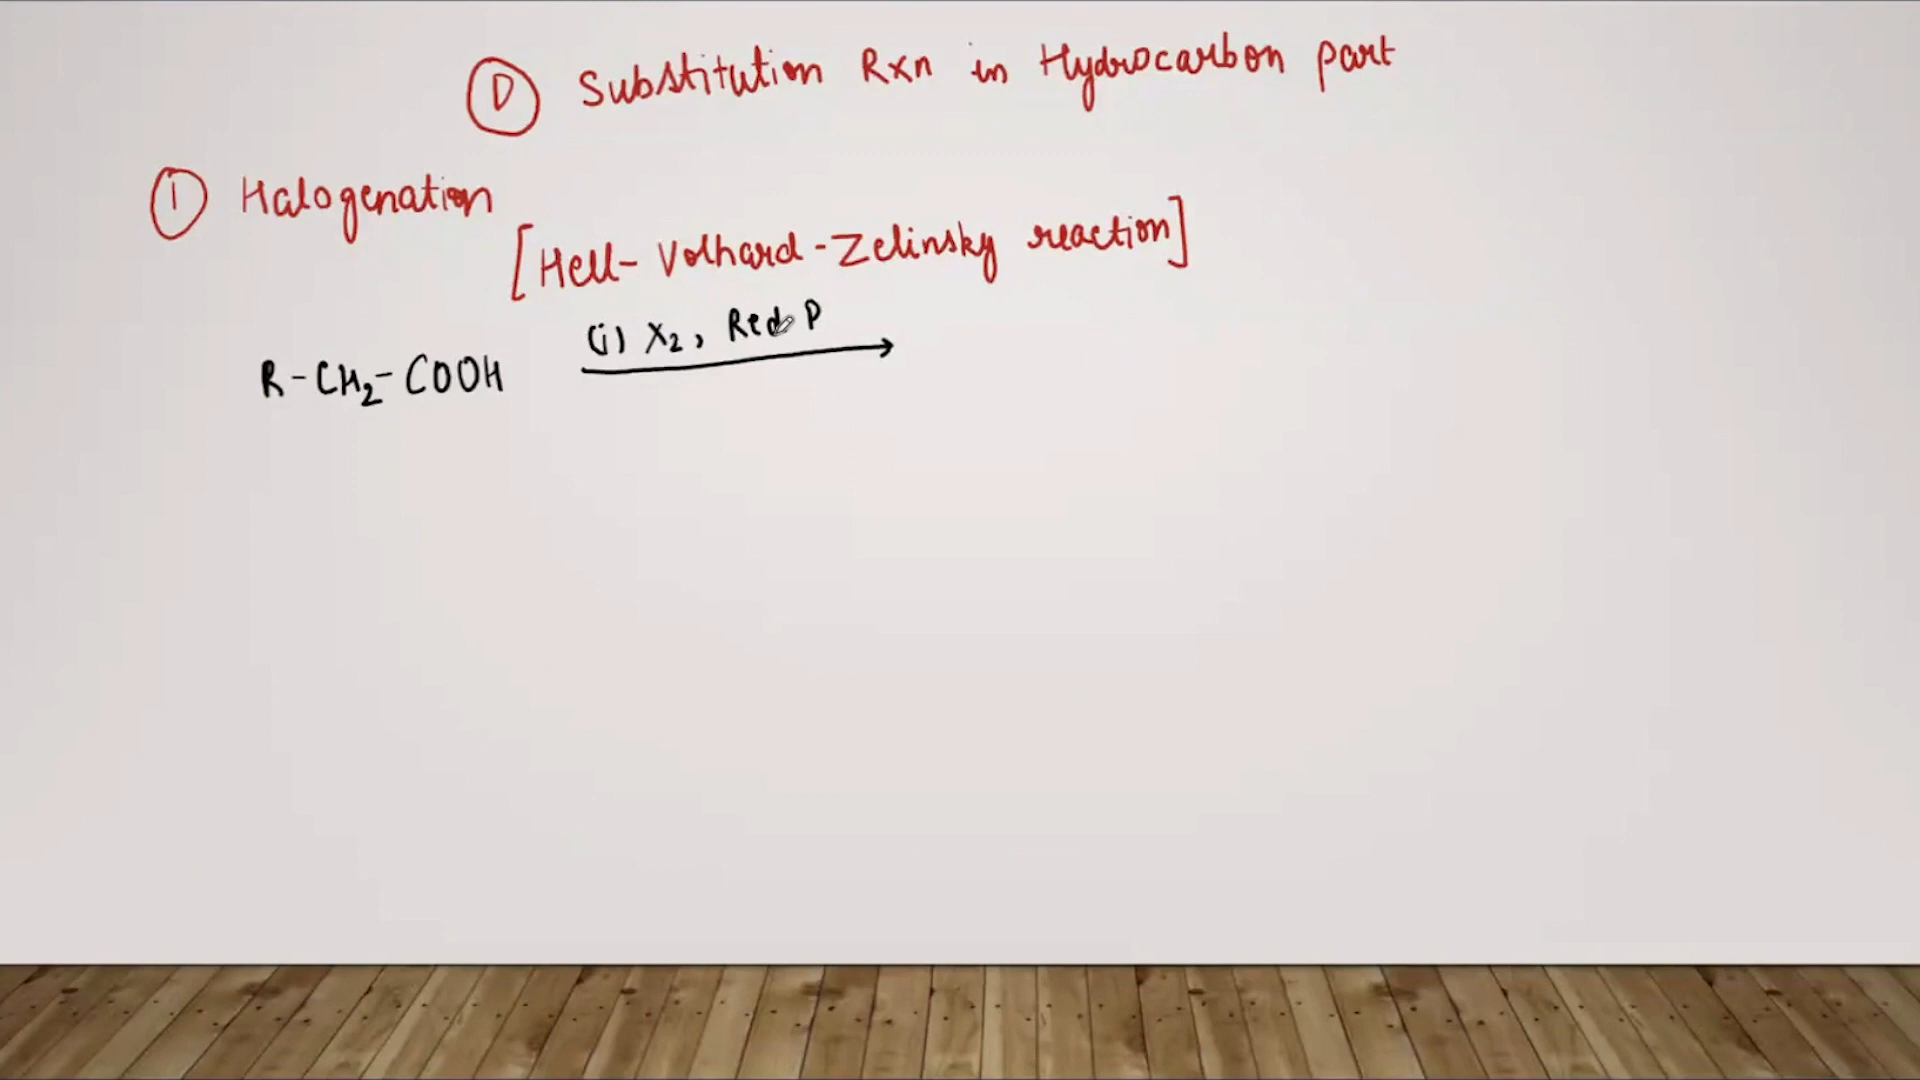 D Substitution Rxn in Hydrocarbon part
1 Halogenation
[Hell-Volhard-Zelinsky reaction]
(i) X₂, Red P
R-CH₂-COOH